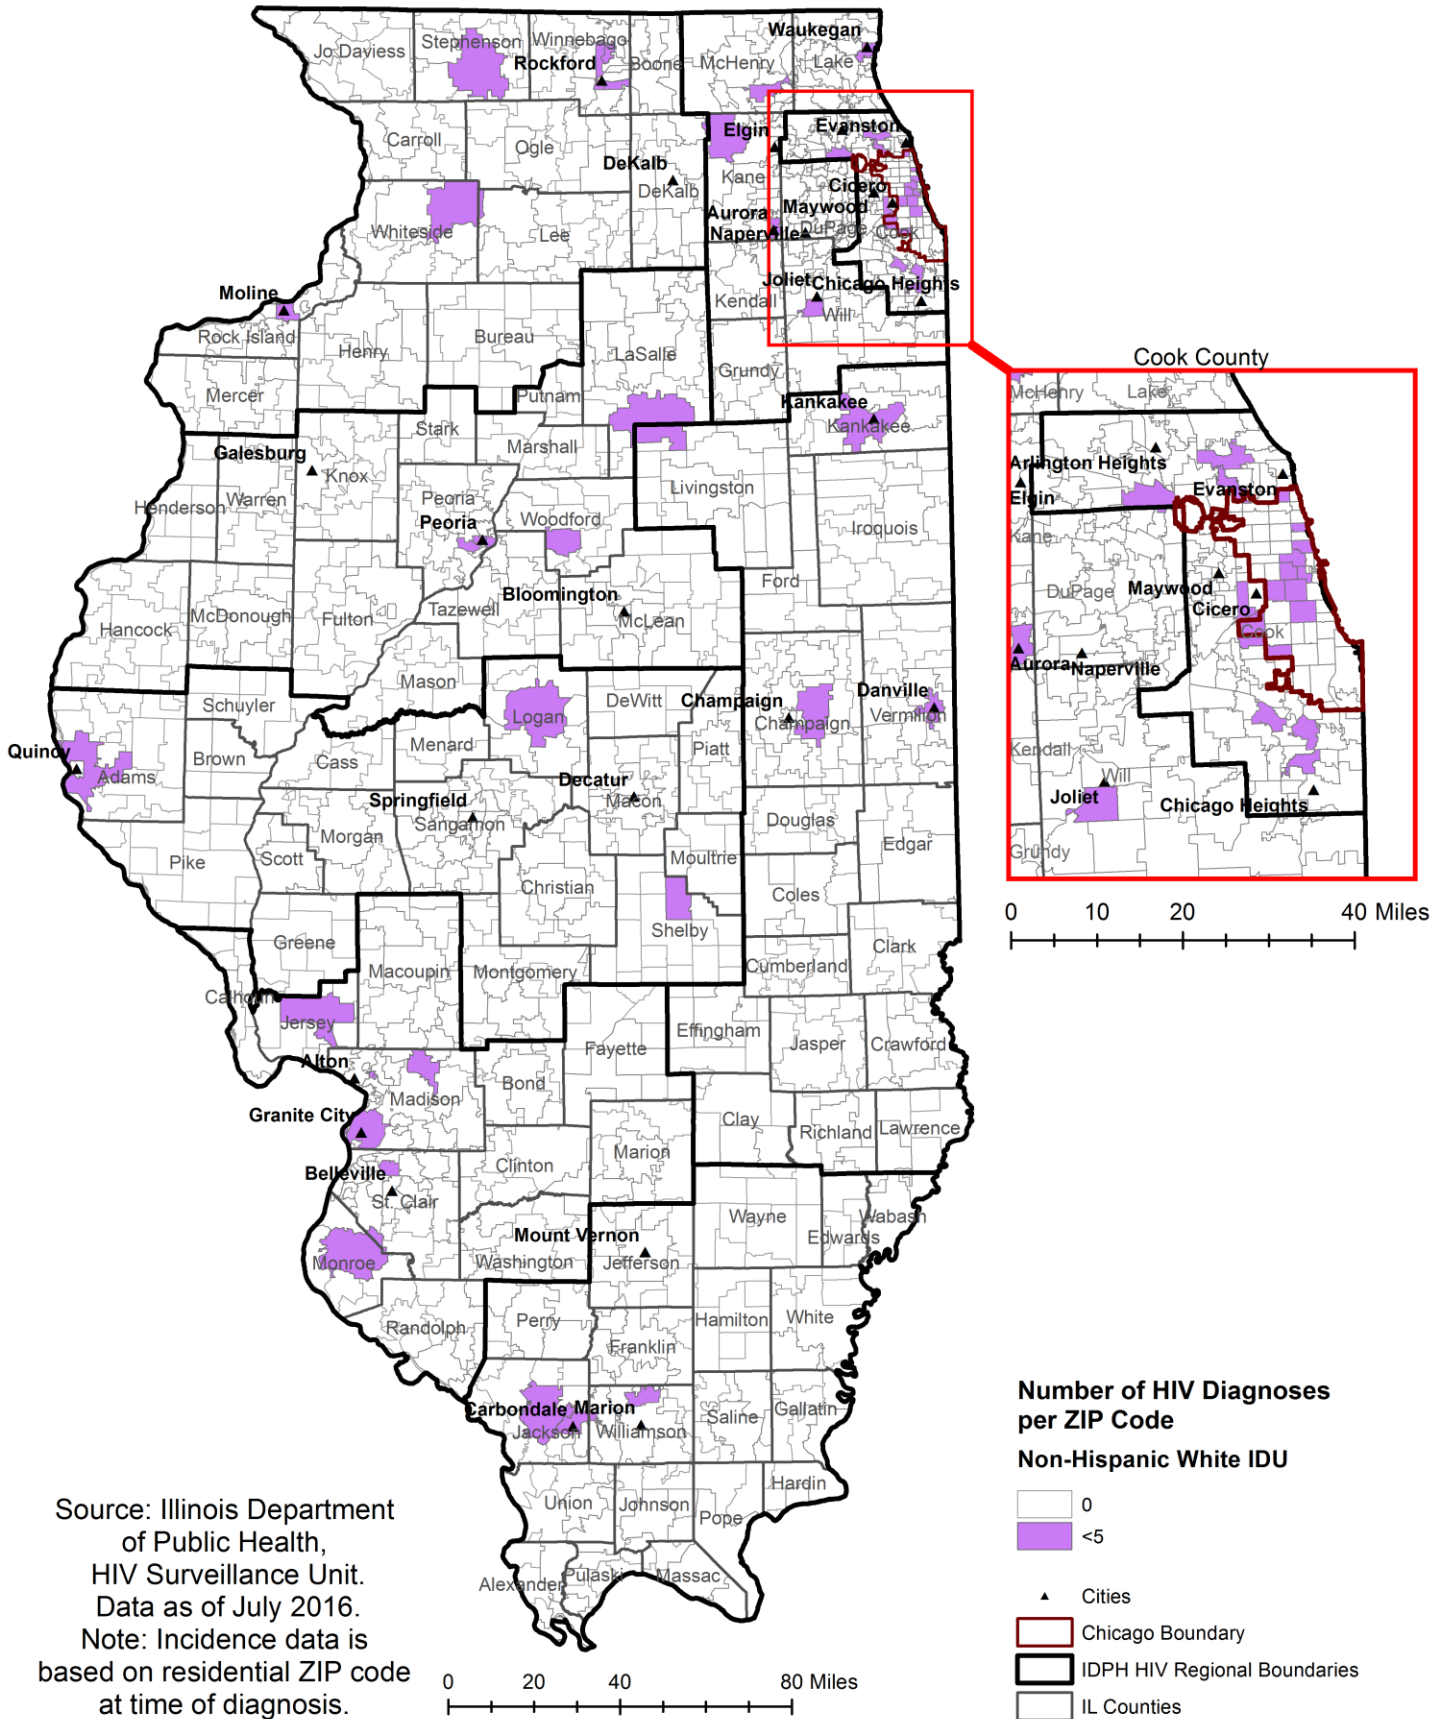 Waukegan
Jo Daviess
Stephenson
Winnebago
Rockford
Boone
McHenry
Lake
Elgin
Evanston
Carroll
Ogle
DeKalb
DeKalb
Kane
Cicero
Maywood
Aurora
Naperville
DuPage
Cook
Whiteside
Lee
Moline
Joliet
Chicago Heights
Kendall
Will
Rock Island
Henry
Bureau
LaSalle
Grundy
Mercer
Putnam
Kankakee
Kankakee
Stark
Marshall
Galesburg
Knox
Peoria
Livingston
Henderson
Warren
Peoria
Woodford
Iroquois
Bloomington
McLean
Ford
Tazewell
Hancock
McDonough
Fulton
Mason
Schuyler
Logan
DeWitt
Champaign
Champaign
Danville
Vermilion
Quincy
Adams
Brown
Cass
Menard
Piatt
Decatur
Macon
Springfield
Sangamon
Morgan
Scott
Pike
Douglas
Edgar
Moultrie
Christian
Coles
Shelby
Greene
Macoupin
Montgomery
Cumberland
Clark
Calhoun
Jersey
Effingham
Jasper
Crawford
Fayette
Alton
Madison
Bond
Granite City
Clay
Richland
Lawrence
Marion
Clinton
Belleville
St. Clair
Wayne
Edwards
Wabash
Mount Vernon
Monroe
Washington
Jefferson
Randolph
Perry
Hamilton
White
Franklin
Carbondale
Marion
Jackson
Williamson
Saline
Gallatin
Hardin
Union
Johnson
Pope
Alexander
Pulaski
Massac
Cook County
McHenry
Lake
Arlington Heights
Elgin
Evanston
Kane
DuPage
Maywood
Cicero
Cook
Aurora
Naperville
Kendall
Will
Joliet
Chicago Heights
Grundy
0 10 20 40 Miles
Number of HIV Diagnoses
per ZIP Code
Non-Hispanic White IDU
0
<5
Cities
Chicago Boundary
IDPH HIV Regional Boundaries
IL Counties
Source: Illinois Department
of Public Health,
HIV Surveillance Unit.
Data as of July 2016.
Note: Incidence data is
based on residential ZIP code
at time of diagnosis.
0 20 40 80 Miles